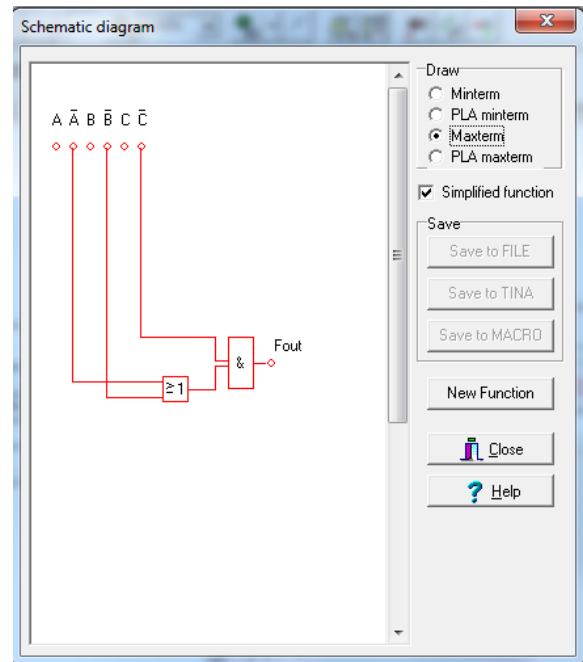 Schematic diagram
x
A Ā B B̄ C C̄
&
Fout
≥1
Draw
Minterm
PLA minterm
Maxterm
PLA maxterm
Simplified function
Save
Save to FILE
Save to TINA
Save to MACRO
New Function
Close
? Help